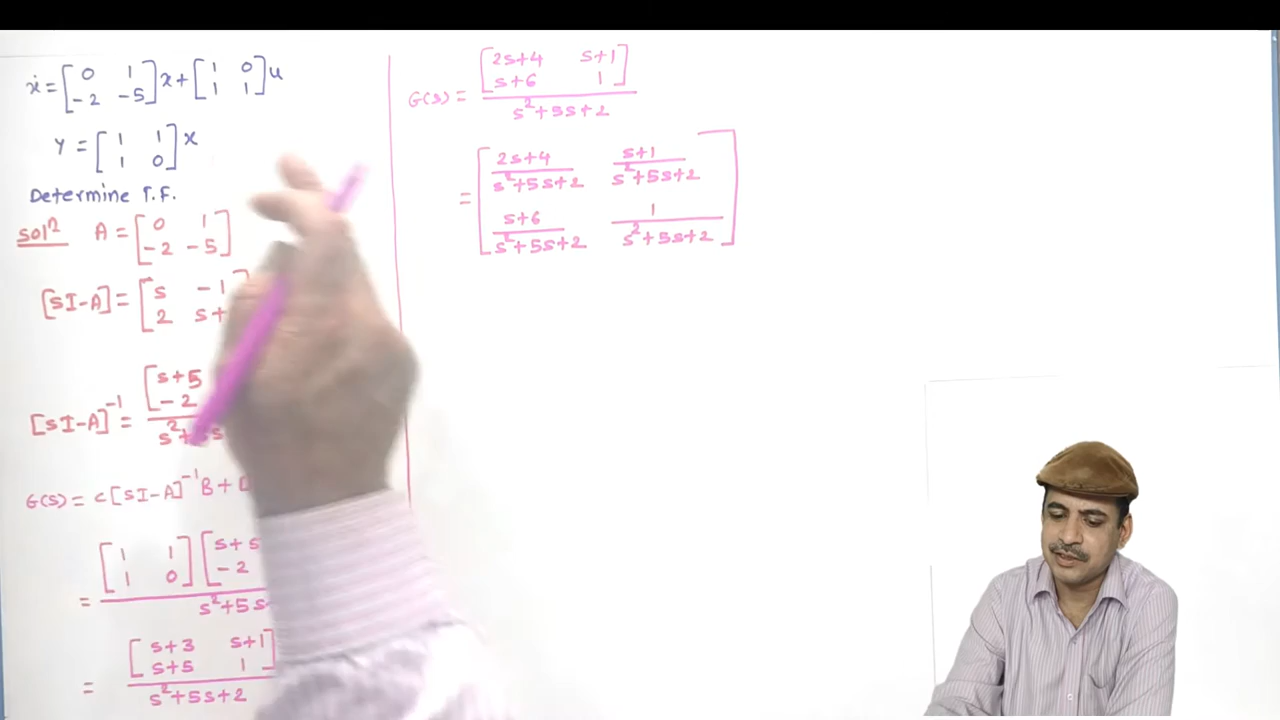 ẋ = [0 1; -2 -5] x + [1 0; 1 1] u
Y = [1 1; 1 0] x
Determine T.F.
Solⁿ A = [0 1; -2 -5]
[SI-A] = [s -1; 2 s+
[SI-A]⁻¹ = [s+5; -2
s²+5s
G(s) = C[SI-A]⁻¹B+
= [1 1; 1 0] [s+5; -2
s²+5s+
= [s+3 s+1; s+5 1]
s²+5s+2
G(s) = [2s+4 s+1; s+6 1]
s²+5s+2
= [2s+4/s²+5s+2 s+1/s²+5s+2; s+6/s²+5s+2 1/s²+5s+2]